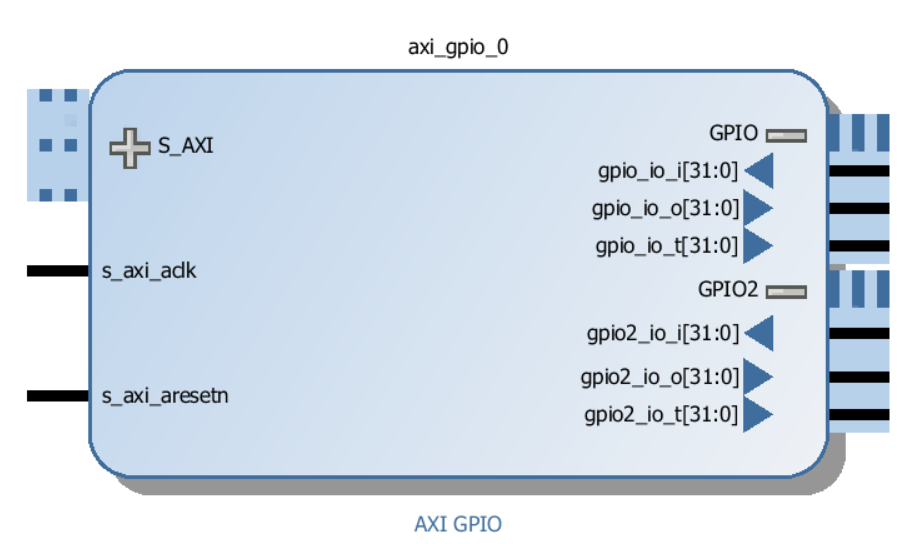 axi_gpio_0
S_AXI
s_axi_aclk
s_axi_aresetn
GPIO
gpio_io_i[31:0]
gpio_io_o[31:0]
gpio_io_t[31:0]
GPIO2
gpio2_io_i[31:0]
gpio2_io_o[31:0]
gpio2_io_t[31:0]
AXI GPIO